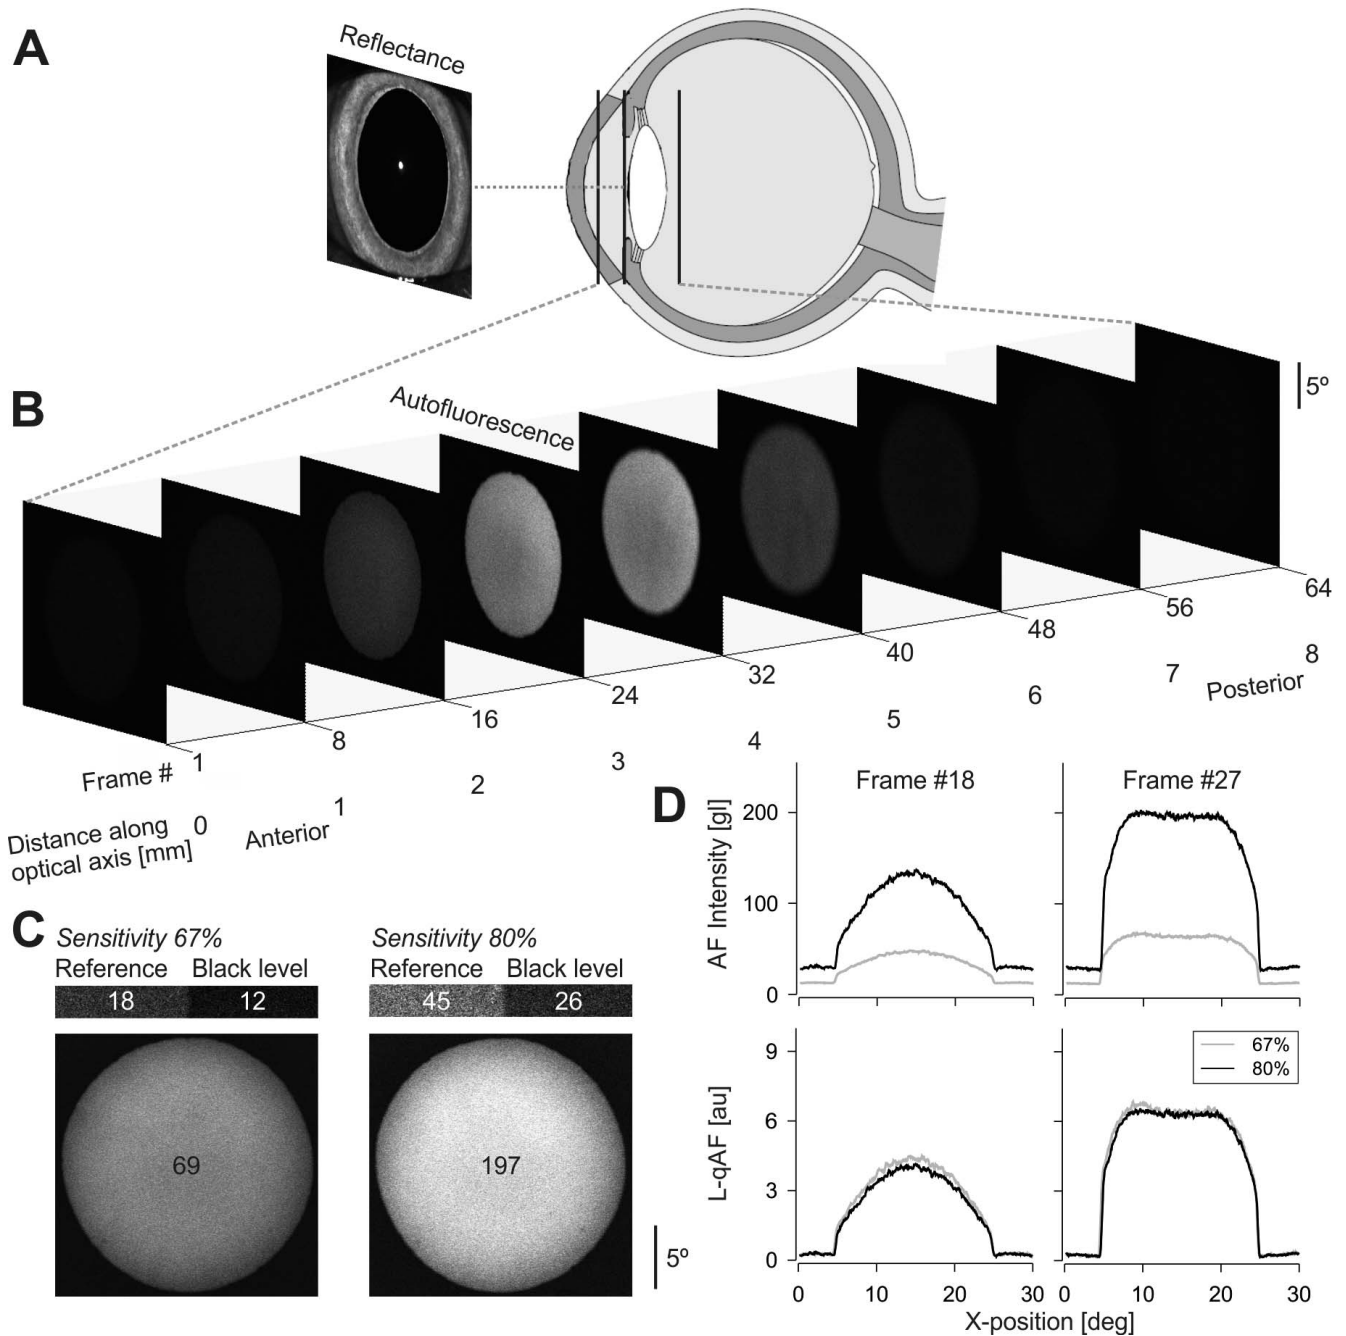 A
Reflectance
B
Autofluorescence
5º
Frame # 1 8 16 24 32 40 48 56 64
Distance along
optical axis [mm] 0 1 2 3 4 5 6 7 8
Anterior
Posterior
C
Sensitivity 67%
Reference Black level
18 12
69
Sensitivity 80%
Reference Black level
45 26
197
5º
D
Frame #18
Frame #27
AF Intensity [gl]
200
100
0
L-qAF [au]
9
6
3
0
67%
80%
0 10 20 30
0 10 20 30
X-position [deg]